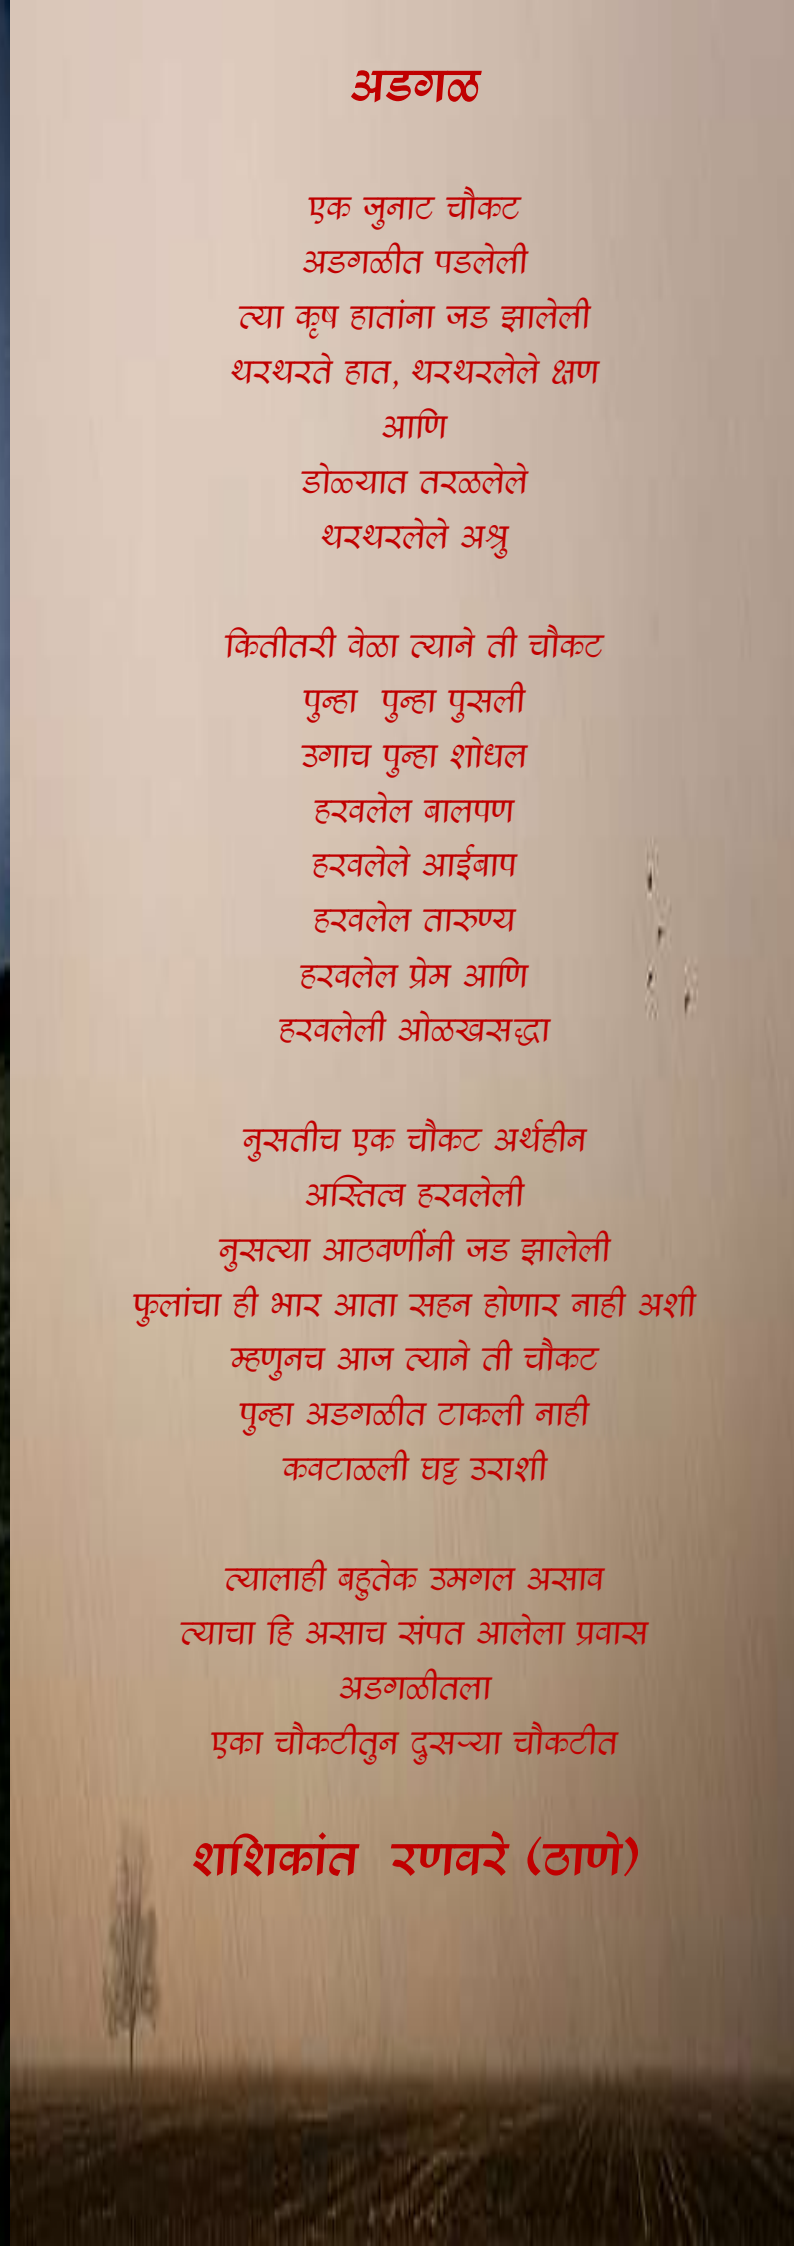 अडगळ
एक जुनाट चौकट
अडगळीत पडलेली
त्या कृष हातांना जड झालेली
थरथरते हात, थरथरलेले क्षण
आणि
डोळ्यात तरळलेले
थरथरलेले अश्रु
कितीतरी वेळा त्याने ती चौकट
पुन्हा पुन्हा पुसली
उगाच पुन्हा शोधल
हरवलेल बालपण
हरवलेले आईबाप
हरवलेल तारुण्य
हरवलेल प्रेम आणि
हरवलेली ओळखसद्धा
नुसतीच एक चौकट अर्थहीन
अस्तित्व हरवलेली
नुसत्या आठवणींनी जड झालेली
फुलांचा ही भार आता सहन होणार नाही अशी
म्हणुनच आज त्याने ती चौकट
पुन्हा अडगळीत टाकली नाही
कवटाळली घट्ट उराशी
त्यालाही बहुतेक उमगल असाव
त्याचा हि असाच संपत आलेला प्रवास
अडगळीतला
एका चौकटीतुन दुसऱ्या चौकटीत
शशिकांत रणवरे (ठाणे)